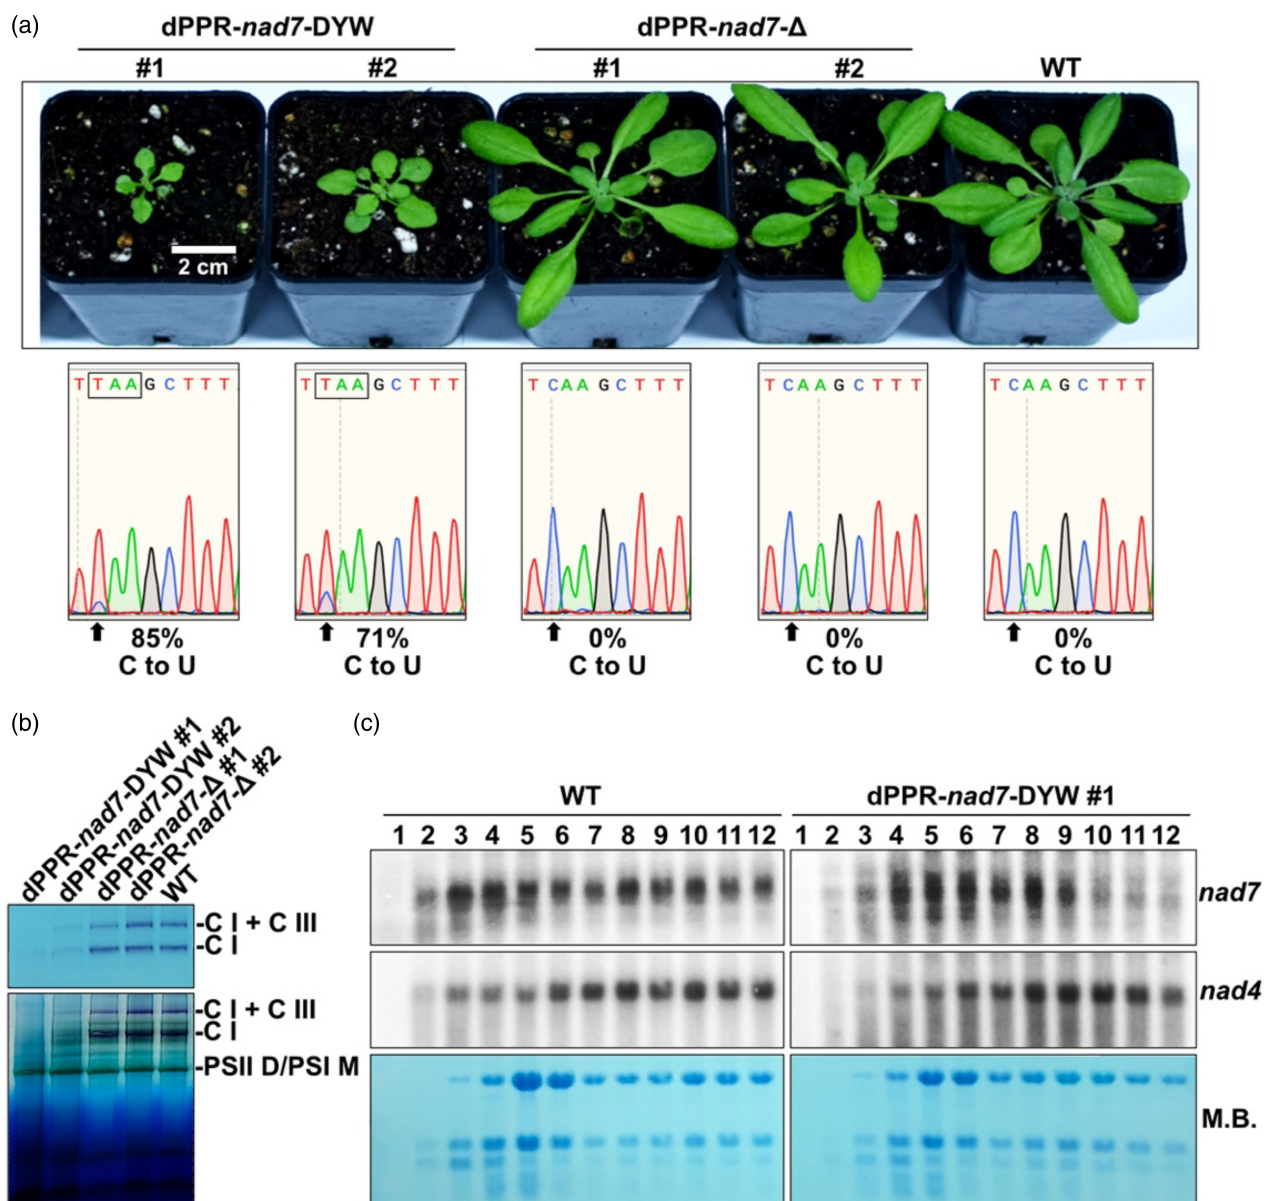 (a)
dPPR-nad7-DYW dPPR-nad7-Δ
#1 #2 #1 #2 WT
2 cm
T TAA G C T T T T TAA G C T T T T C A A G C T T T T C A A G C T T T T C A A G C T T T
85% 71% 0% 0% 0%
C to U C to U C to U C to U C to U
(b)
dPPR-nad7-DYW #1
dPPR-nad7-DYW #2
dPPR-nad7-Δ #1
dPPR-nad7-Δ #2
WT
-C I + C III
-C I
-C I + C III
-C I
-PSII D/PSI M
(c)
WT dPPR-nad7-DYW #1
1 2 3 4 5 6 7 8 9 10 11 12 1 2 3 4 5 6 7 8 9 10 11 12
nad7
nad4
M.B.